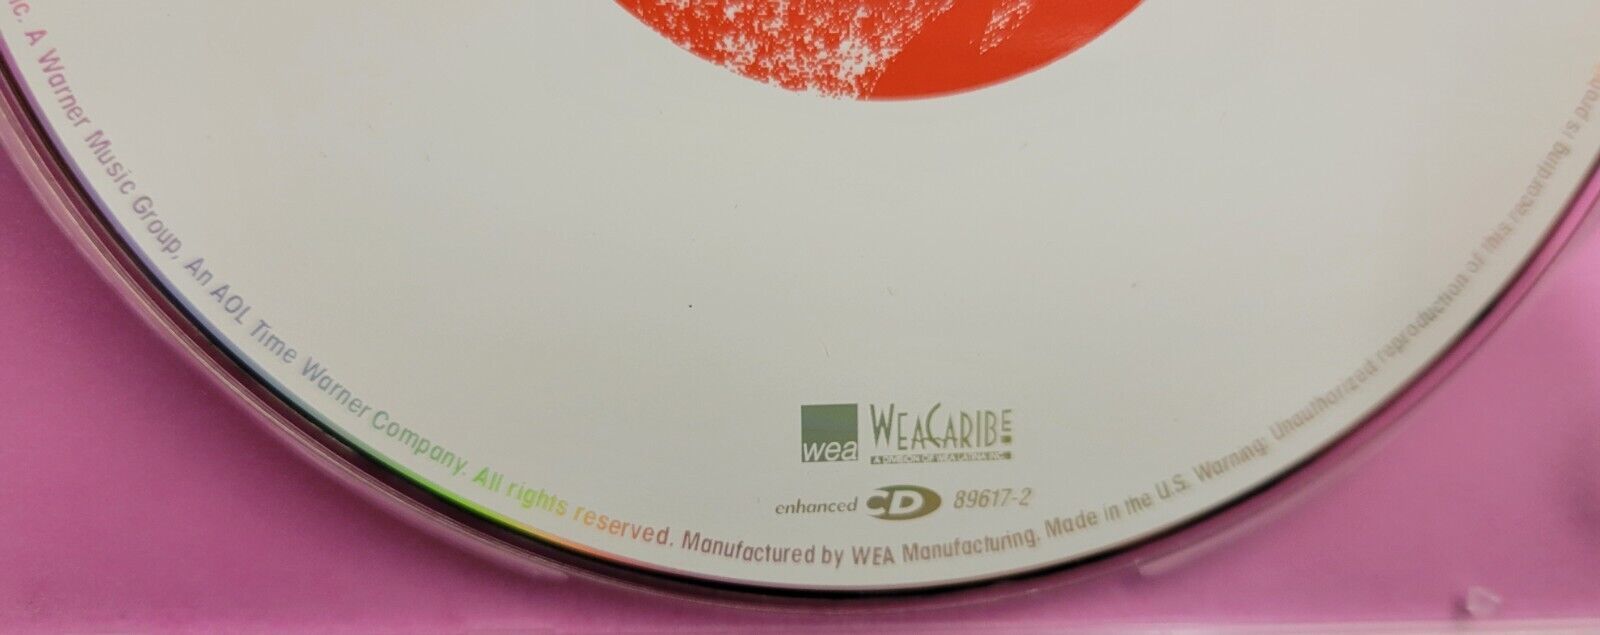 wea WEACARIBE
A DIVISION OF WEA LATINA INC.
enhanced CD 89617-2
c. A Warner Music Group, An AOL Time Warner Company. All rights reserved. Manufactured by WEA Manufacturing. Made in the U.S. Warning: Unauthorized reproduction of this recording is